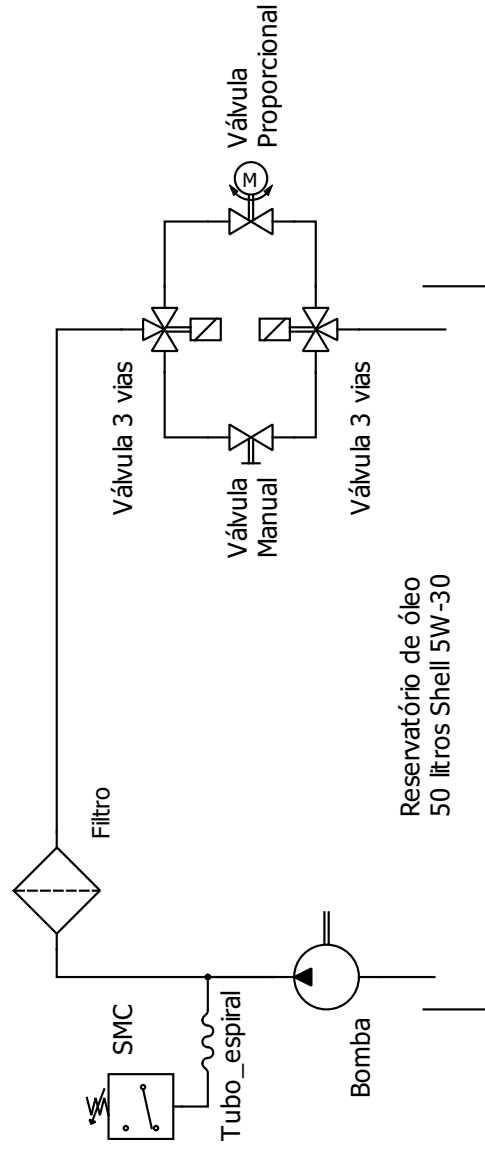 SMC
Tubo_espiral
Bomba
Filtro
Reservatório de óleo
50 litros Shell 5W-30
Válvula 3 vias
Válvula
Manual
Válvula 3 vias
M
Válvula
Proporcional